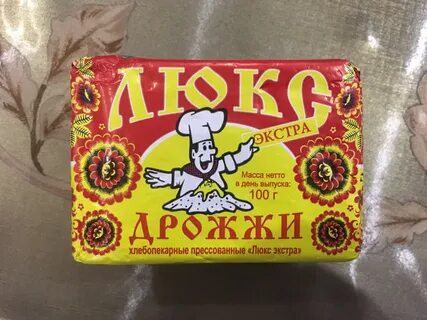 ЛЮКС
ЭКСТРА
Масса нетто
в день выпуска:
100 г
ДРОЖЖИ
хлебопекарные прессованные «Люкс экстра»